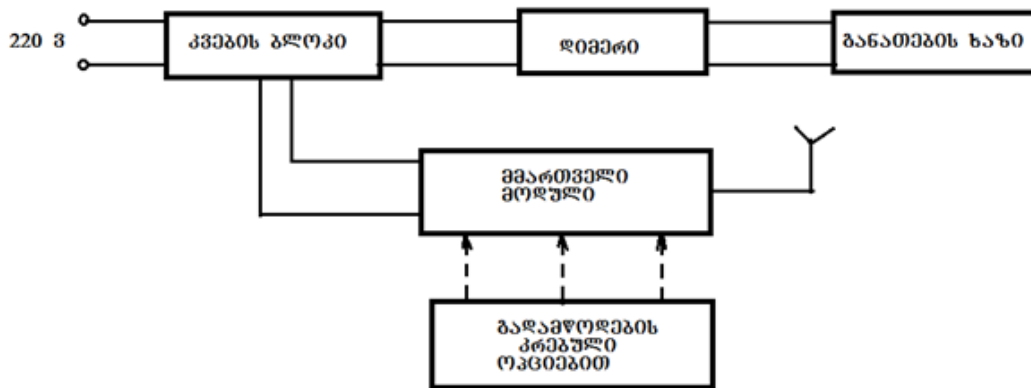 220 ვ
კვების ბლოკი
დიმერი
განათების ხაზი
მმართველი
მოდული
გადამწოდების
კრებული
ოპციებით